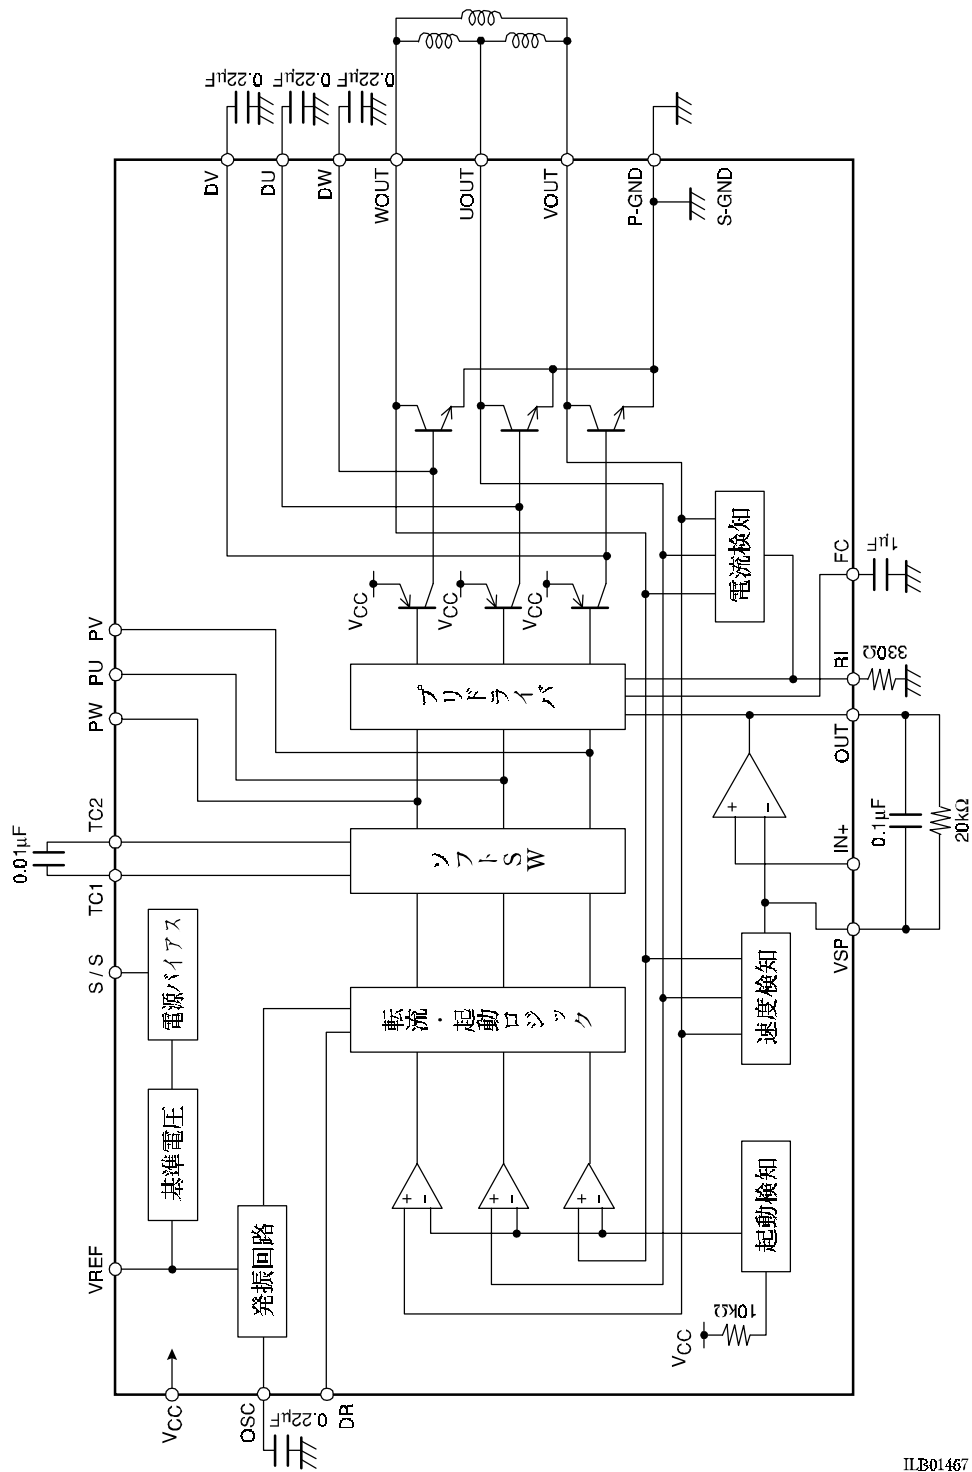 0.22µF
0.22µF
0.22µF
DV
DU
DW
WOUT
UOUT
VOUT
P-GND
S-GND
PV
PU
PW
TC2
TC1
0.01µF
S / S
VREF
VCC
OSC
0.22µF
DR
VCC
VCC
VCC
プリドライバ
ソフトSW
転流・起動ロジック
電源バイアス
基準電圧
発振回路
電流検知
速度検知
起動検知
VCC
10kΩ
+
−
+
−
+
−
+
−
FC
1µF
RI
330Ω
OUT
IN+
VSP
0.1µF
20kΩ
ILB01467